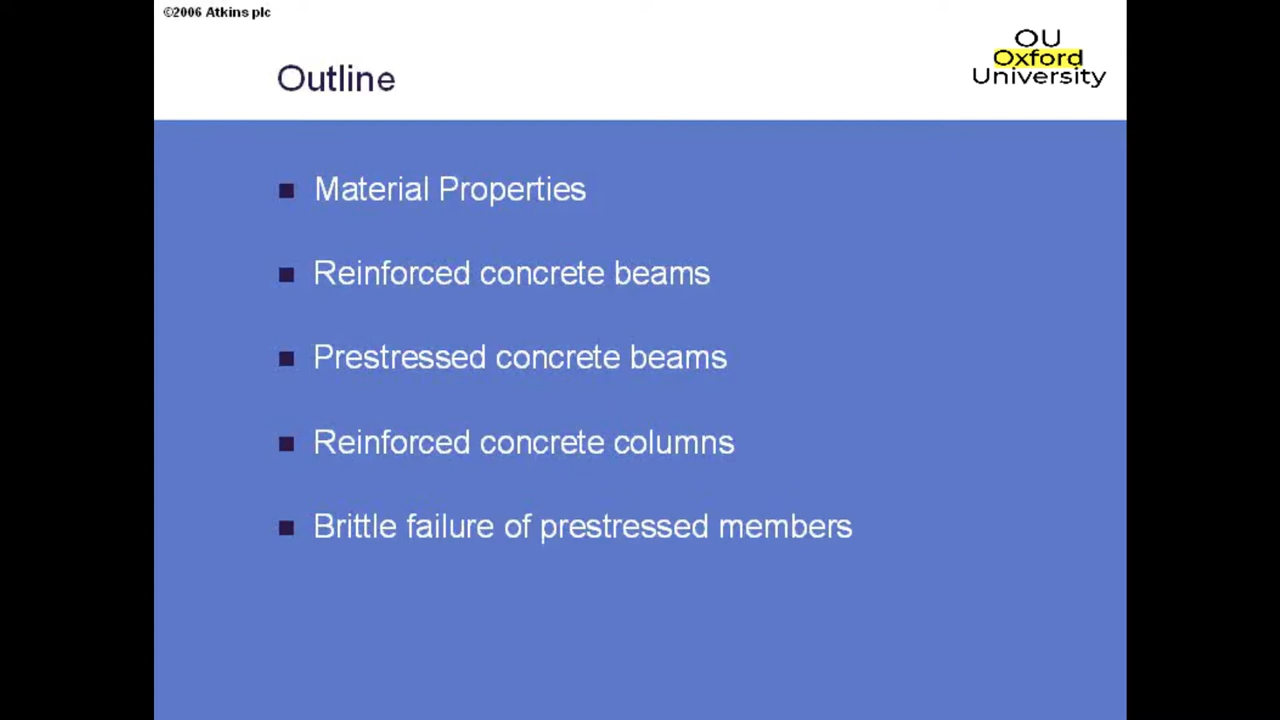 ©2006 Atkins plc
OU
Oxford
University
Outline
Material Properties
Reinforced concrete beams
Prestressed concrete beams
Reinforced concrete columns
Brittle failure of prestressed members